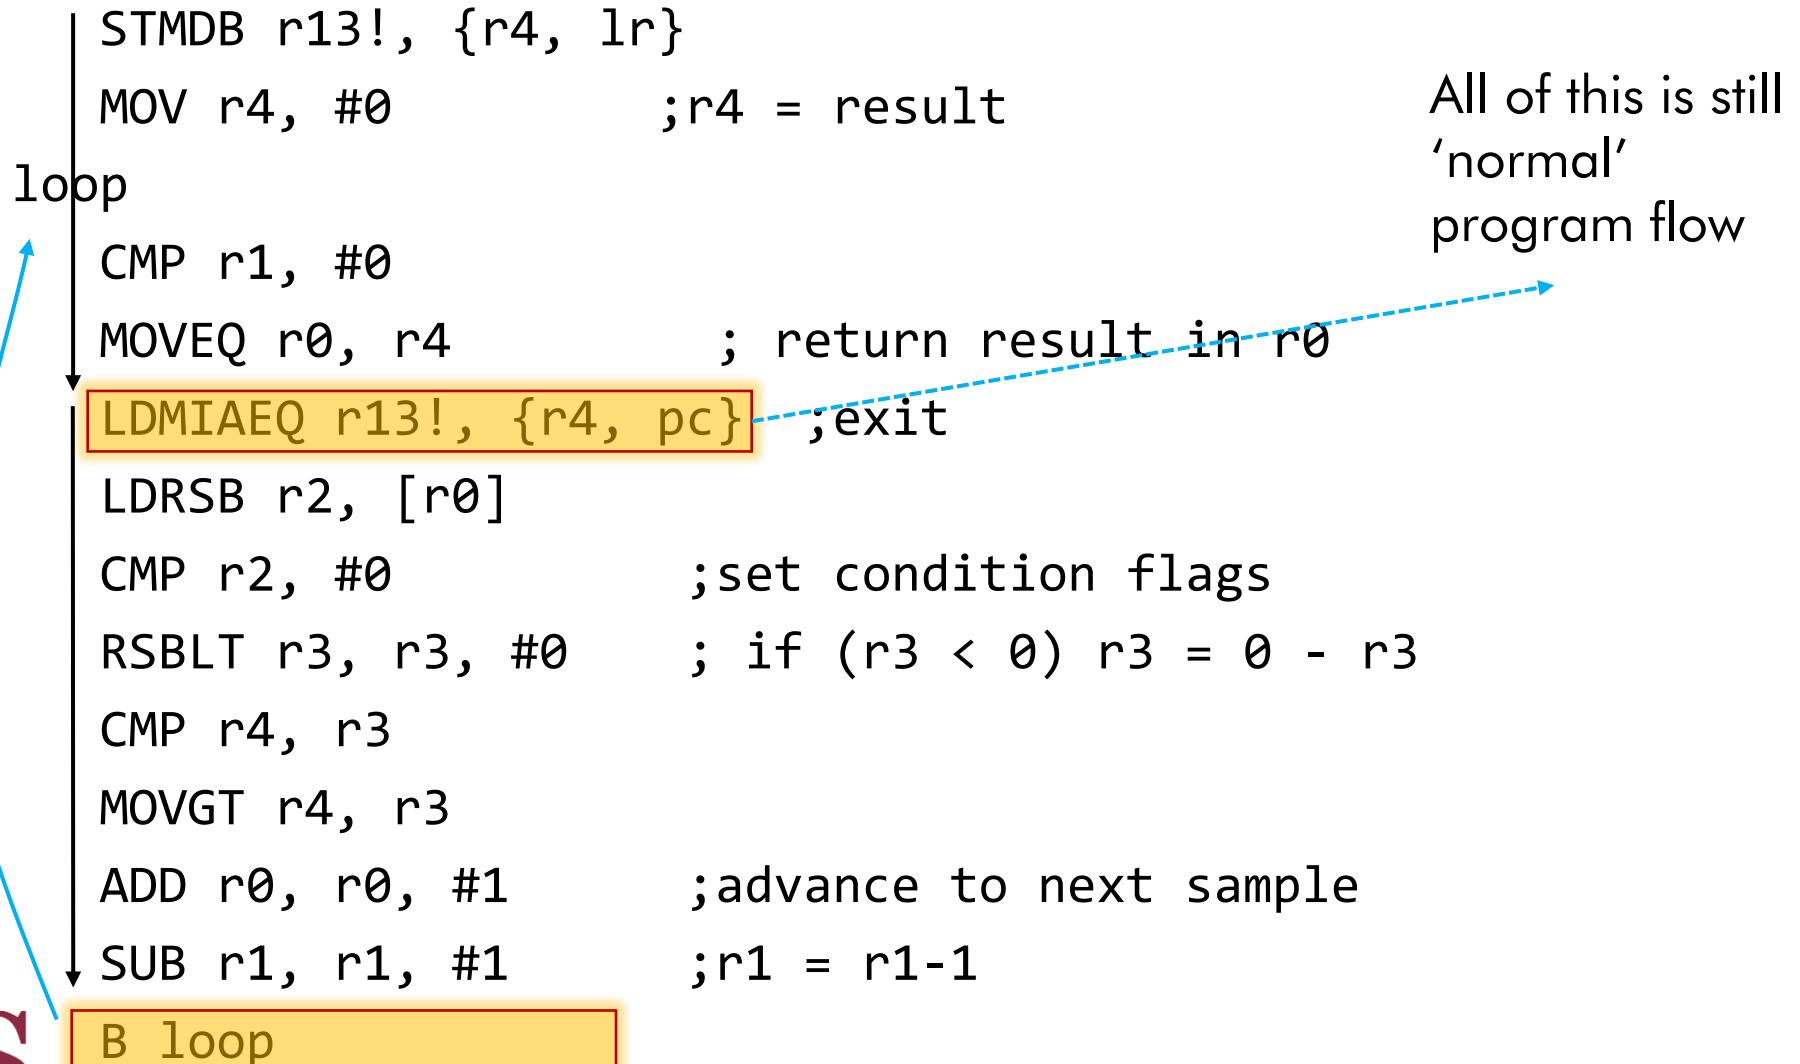 STMDB r13!, {r4, lr}
MOV r4, #0 ;r4 = result
loop
CMP r1, #0
MOVEQ r0, r4 ; return result in r0
LDMIAEQ r13!, {r4, pc} ;exit
LDRSB r2, [r0]
CMP r2, #0 ;set condition flags
RSBLT r3, r3, #0 ; if (r3 < 0) r3 = 0 - r3
CMP r4, r3
MOVGT r4, r3
ADD r0, r0, #1 ;advance to next sample
SUB r1, r1, #1 ;r1 = r1-1
B loop
All of this is still
‘normal’
program flow